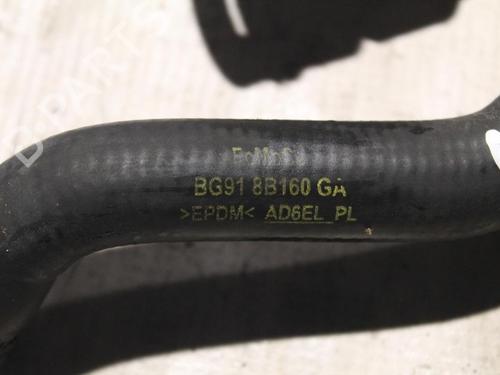 FoMoCo
BG91 8B160 GA
>EPDM< AD6EL PL